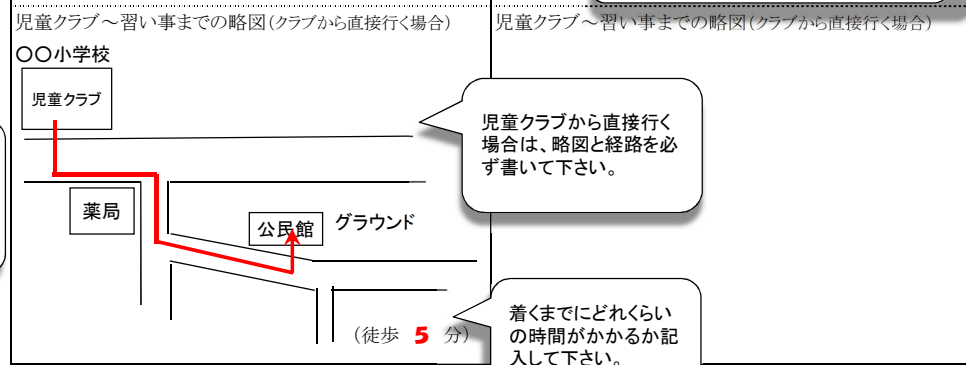 児童クラブ～習い事までの略図(クラブから直接行く場合)
〇〇小学校
児童クラブ
薬局
公民館
グラウンド
(徒歩 5 分)
児童クラブから直接行く
場合は、略図と経路を必
ず書いて下さい。
着くまでにどれくらい
の時間がかかるか記
入して下さい。
児童クラブ～習い事までの略図(クラブから直接行く場合)